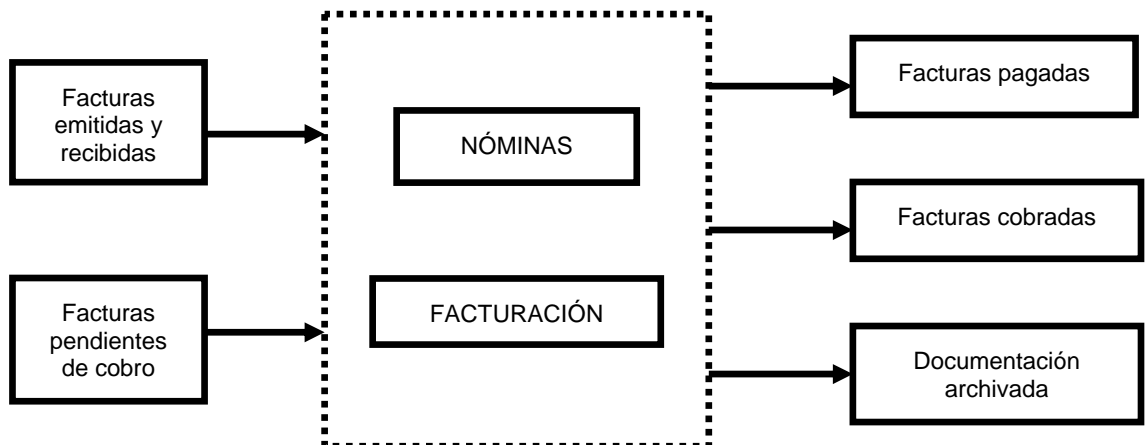 Facturas
emitidas y
recibidas
Facturas
pendientes
de cobro
NÓMINAS
FACTURACIÓN
Facturas pagadas
Facturas cobradas
Documentación
archivada